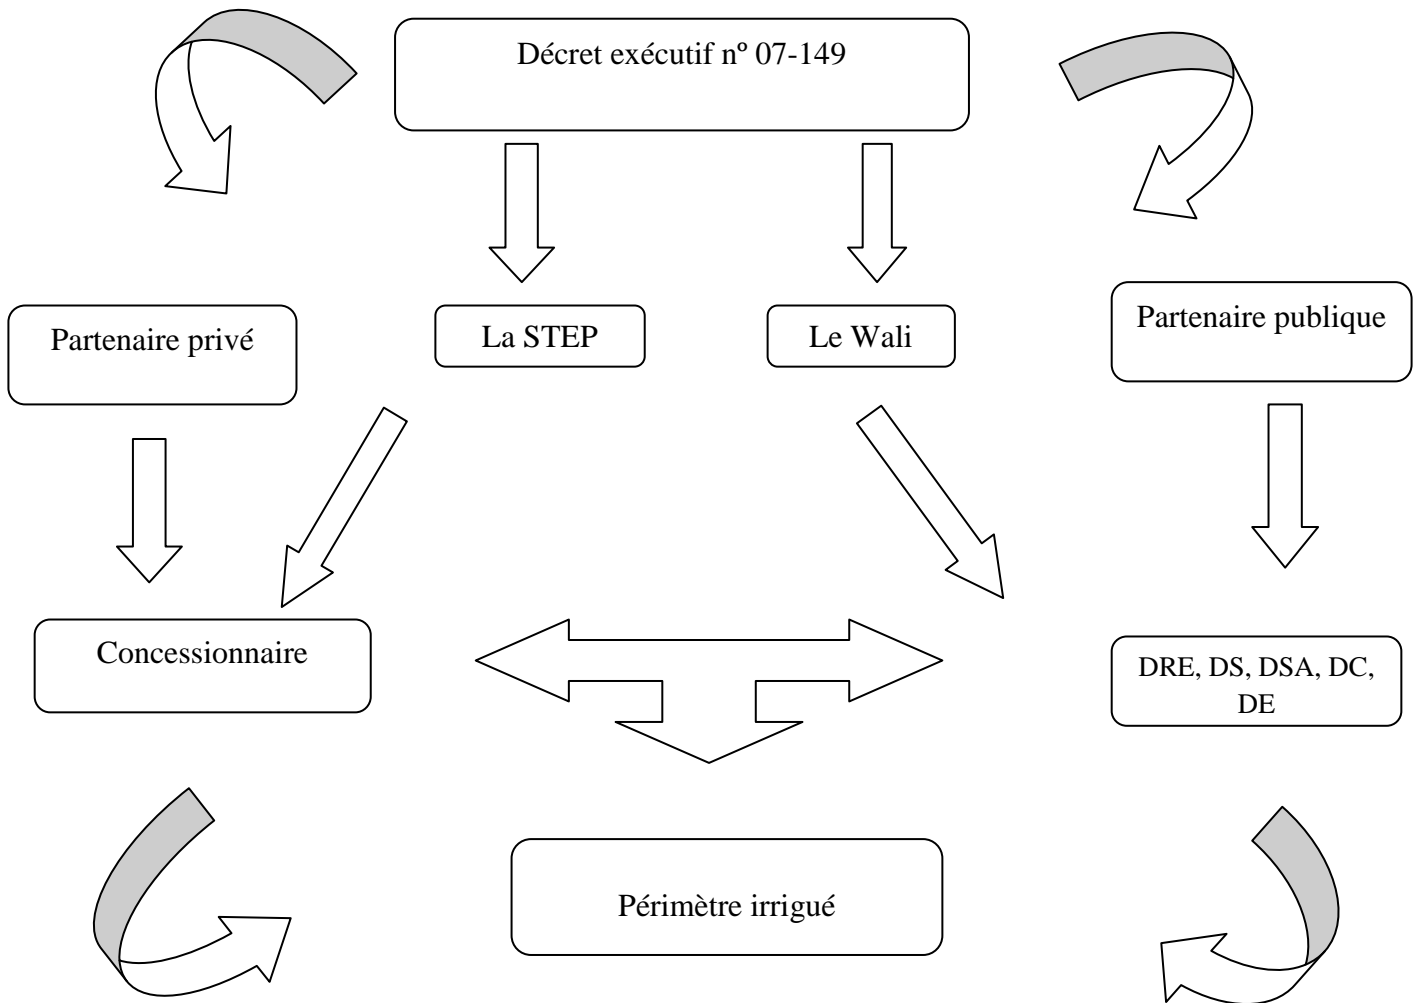 Décret exécutif nº 07-149
Partenaire privé
La STEP
Le Wali
Partenaire publique
Concessionnaire
DRE, DS, DSA, DC,
DE
Périmètre irrigué